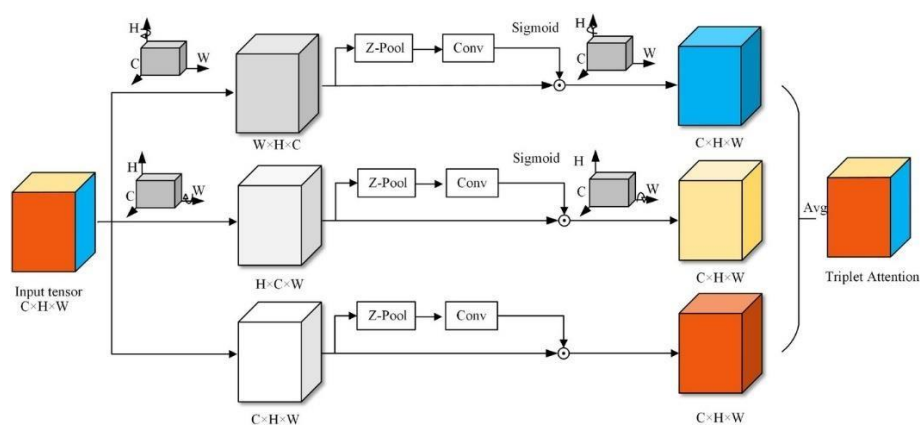 H
C
W
Z-Pool
Conv
Sigmoid
H
C
W
W×H×C
C×H×W
H
C
W
Z-Pool
Conv
Sigmoid
H
C
W
Avg
Input tensor
C×H×W
H×C×W
C×H×W
Triplet Attention
Z-Pool
Conv
C×H×W
C×H×W